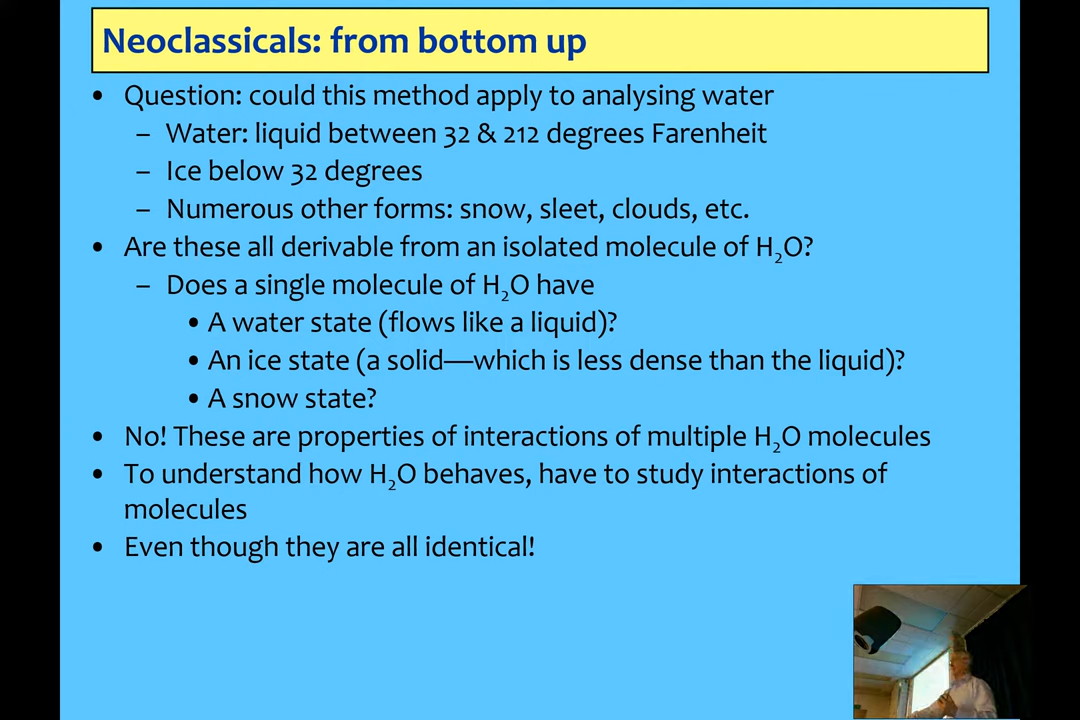 Neoclassicals: from bottom up
• Question: could this method apply to analysing water
– Water: liquid between 32 & 212 degrees Farenheit
– Ice below 32 degrees
– Numerous other forms: snow, sleet, clouds, etc.
• Are these all derivable from an isolated molecule of H₂O?
– Does a single molecule of H₂O have
• A water state (flows like a liquid)?
• An ice state (a solid—which is less dense than the liquid)?
• A snow state?
• No! These are properties of interactions of multiple H₂O molecules
• To understand how H₂O behaves, have to study interactions of
molecules
• Even though they are all identical!